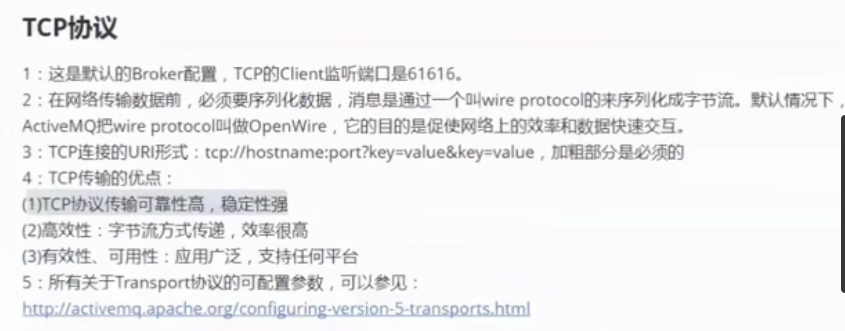 TCP协议
1：这是默认的Broker配置，TCP的Client监听端口是61616。
2：在网络传输数据前，必须要序列化数据，消息是通过一个叫wire protocol的来序列化成字节流。默认情况下，
ActiveMQ把wire protocol叫做OpenWire，它的目的是促使网络上的效率和数据快速交互。
3：TCP连接的URI形式：tcp://hostname:port?key=value&key=value，加粗部分是必须的
4：TCP传输的优点：
(1)TCP协议传输可靠性高，稳定性强
(2)高效性：字节流方式传递，效率很高
(3)有效性、可用性：应用广泛，支持任何平台
5：所有关于Transport协议的可配置参数，可以参见：
http://activemq.apache.org/configuring-version-5-transports.html